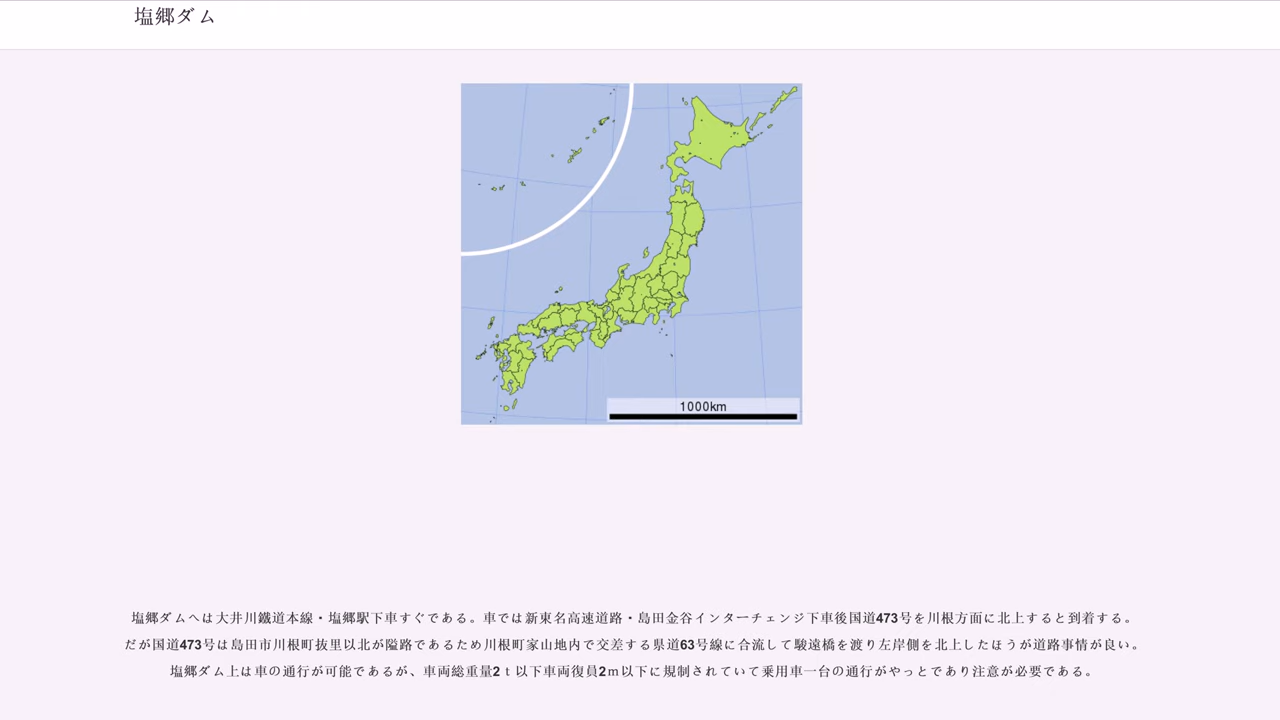 塩郷ダム
1000km
塩郷ダムへは大井川鐵道本線・塩郷駅下車すぐである。車では新東名高速道路・島田金谷インターチェンジ下車後国道473号を川根方面に北上すると到着する。
だが国道473号は島田市川根町抜里以北が隘路であるため川根町家山地内で交差する県道63号線に合流して駿遠橋を渡り左岸側を北上したほうが道路事情が良い。
塩郷ダム上は車の通行が可能であるが、車両総重量2ｔ以下車両復員2ｍ以下に規制されていて乗用車一台の通行がやっとであり注意が必要である。